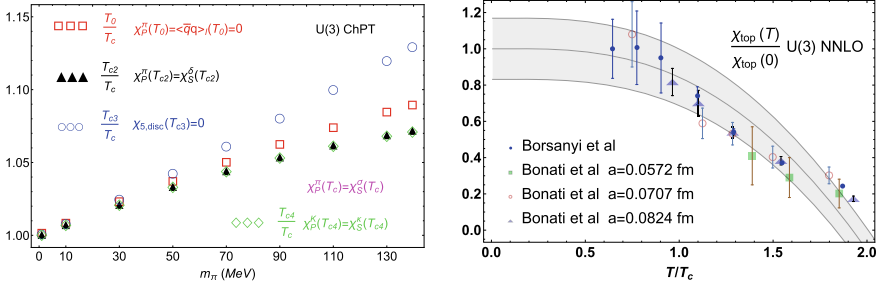 U(3) ChPT
T_0/T_c χ_P^π(T_0)=<q̅q>_l(T_0)=0
T_c2/T_c χ_P^π(T_c2)=χ_S^δ(T_c2)
T_c3/T_c χ_5,disc(T_c3)=0
χ_P^π(T_c)=χ_S^σ(T_c)
T_c4/T_c χ_P^κ(T_c4)=χ_S^κ(T_c4)
1.15
1.10
1.05
1.00
0 10 30 50 70 90 110 130
m_π (MeV)
χ_top(T)/χ_top(0) U(3) NNLO
Borsanyi et al
Bonati et al a=0.0572 fm
Bonati et al a=0.0707 fm
Bonati et al a=0.0824 fm
1.2
1.0
0.8
0.6
0.4
0.2
0.0
0.0 0.5 1.0 1.5 2.0
T/T_c